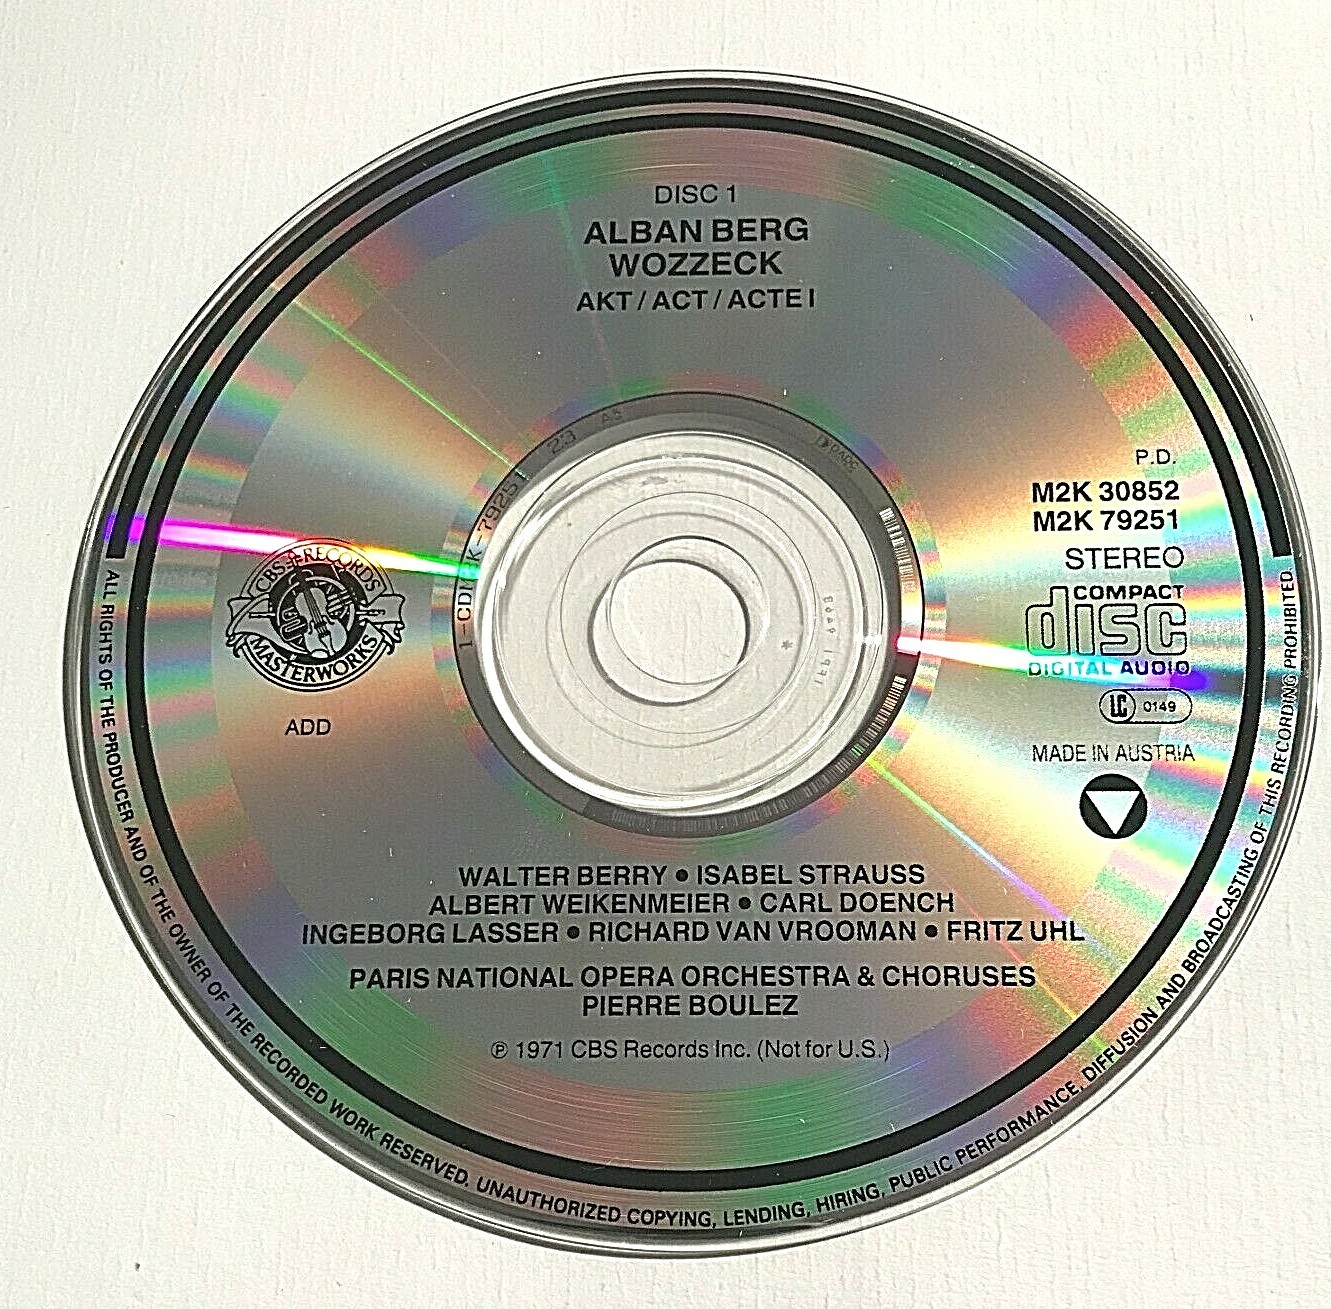 DISC 1
ALBAN BERG
WOZZECK
AKT / ACT / ACTE I
P.D.
M2K 30852
M2K 79251
STEREO
COMPACT
disc
DIGITAL AUDIO
LC 0149
MADE IN AUSTRIA
CBS RECORDS
MASTERWORKS
ADD
WALTER BERRY • ISABEL STRAUSS
ALBERT WEIKENMEIER • CARL DOENCH
INGEBORG LASSER • RICHARD VAN VROOMAN • FRITZ UHL
PARIS NATIONAL OPERA ORCHESTRA & CHORUSES
PIERRE BOULEZ
℗ 1971 CBS Records Inc. (Not for U.S.)
ALL RIGHTS OF THE PRODUCER AND OF THE OWNER OF THE RECORDED WORK RESERVED. UNAUTHORIZED COPYING, LENDING, HIRING, PUBLIC PERFORMANCE, DIFFUSION AND BROADCASTING OF THIS RECORDING PROHIBITED.
23 A5
DADC